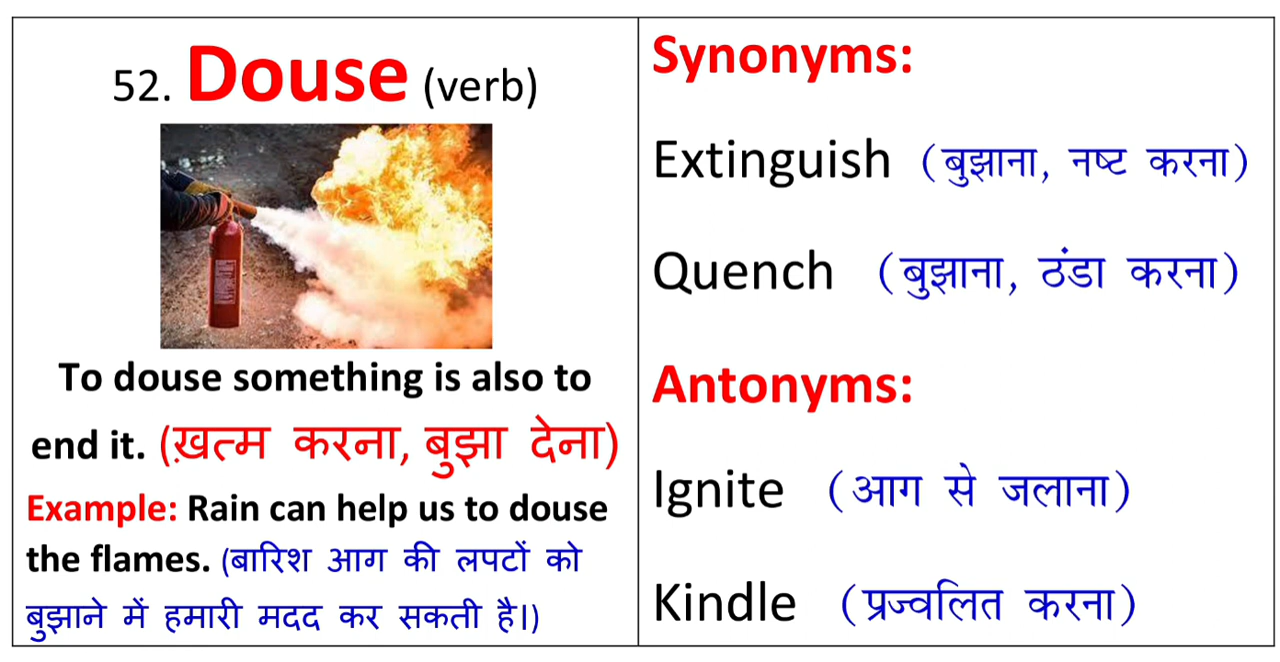 52. Douse (verb)
To douse something is also to
end it. (ख़त्म करना, बुझा देना)
Example: Rain can help us to douse
the flames. (बारिश आग की लपटों को
बुझाने में हमारी मदद कर सकती है।)
Synonyms:
Extinguish (बुझाना, नष्ट करना)
Quench (बुझाना, ठंडा करना)
Antonyms:
Ignite (आग से जलाना)
Kindle (प्रज्वलित करना)